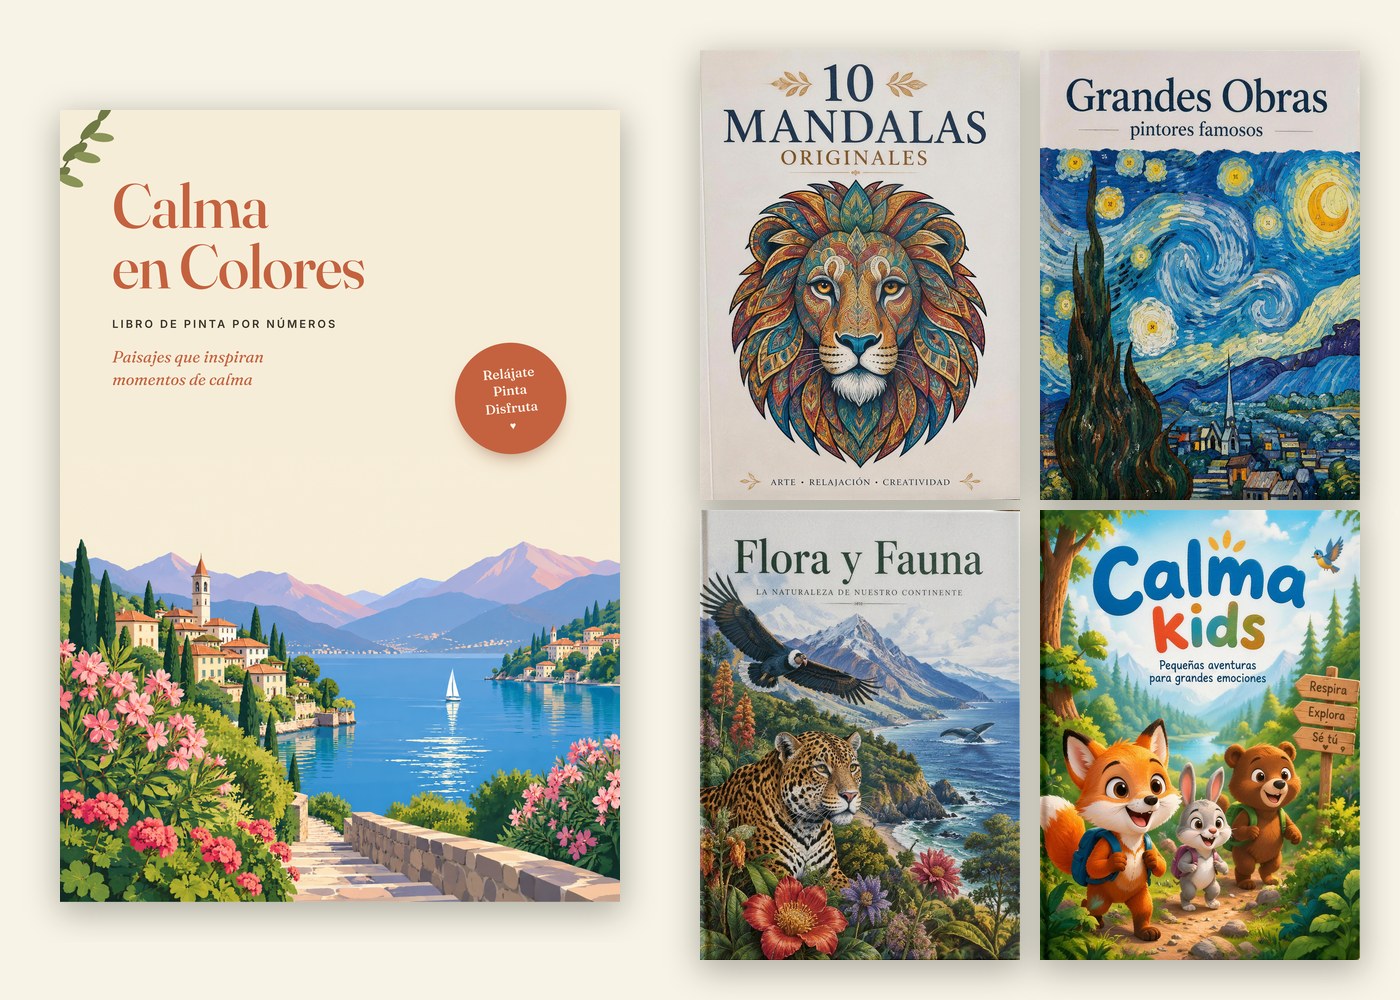 Calma
en Colores
LIBRO DE PINTA POR NÚMEROS
Paisajes que inspiran
momentos de calma
Relájate
Pinta
Disfruta
♥
10
MANDALAS
ORIGINALES
ARTE • RELAJACIÓN • CREATIVIDAD
Grandes Obras
pintores famosos
Flora y Fauna
LA NATURALEZA DE NUESTRO CONTINENTE
Calma
kids
Pequeñas aventuras
para grandes emociones
Respira
Explora
Sé tú